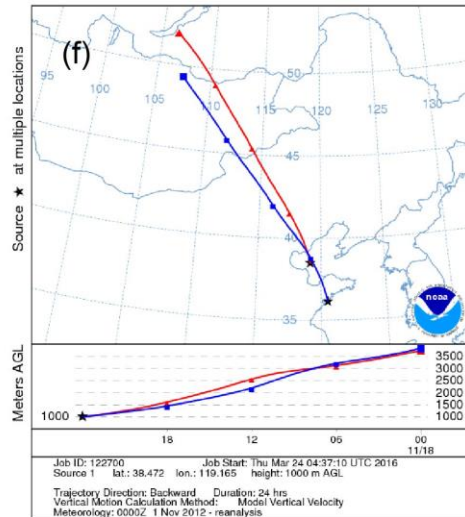 (f)
Source ★ at multiple locations
95
100
105
110
115
120
125
130
50
45
40
35
noaa
Meters AGL
1000
3500
3000
2500
2000
1500
1000
18
12
06
00
11/18
Job ID: 122700 Job Start: Thu Mar 24 04:37:10 UTC 2016
Source 1 lat.: 38.472 lon.: 119.165 height: 1000 m AGL
Trajectory Direction: Backward Duration: 24 hrs
Vertical Motion Calculation Method: Model Vertical Velocity
Meteorology: 0000Z 1 Nov 2012 - reanalysis